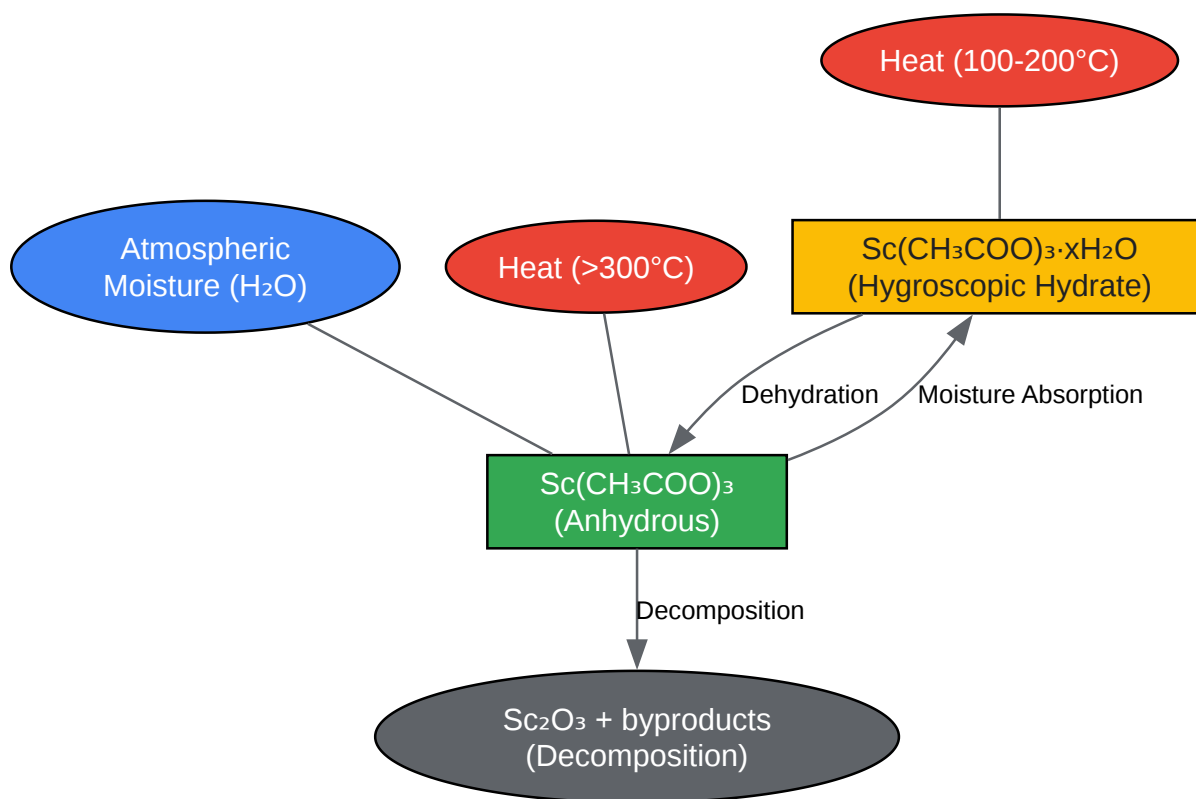 Heat (100-200°C)
Atmospheric
Moisture (H₂O)
Heat (>300°C)
Sc(CH₃COO)₃·xH₂O
(Hygroscopic Hydrate)
Dehydration
Moisture Absorption
Sc(CH₃COO)₃
(Anhydrous)
Decomposition
Sc₂O₃ + byproducts
(Decomposition)